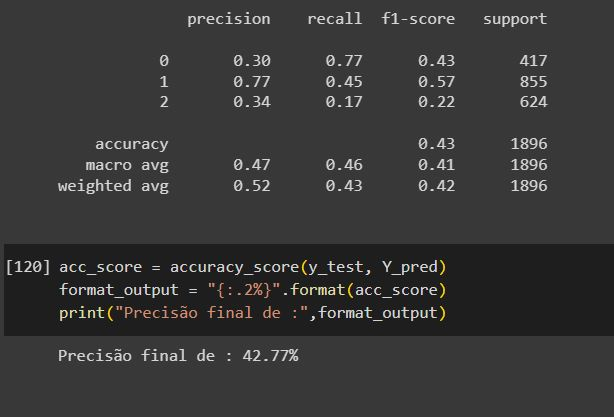 precision recall f1-score support
0 0.30 0.77 0.43 417
1 0.77 0.45 0.57 855
2 0.34 0.17 0.22 624
accuracy 0.43 1896
macro avg 0.47 0.46 0.41 1896
weighted avg 0.52 0.43 0.42 1896
[120] acc_score = accuracy_score(y_test, Y_pred)
format_output = "{:.2%}".format(acc_score)
print("Precisão final de :",format_output)
Precisão final de : 42.77%